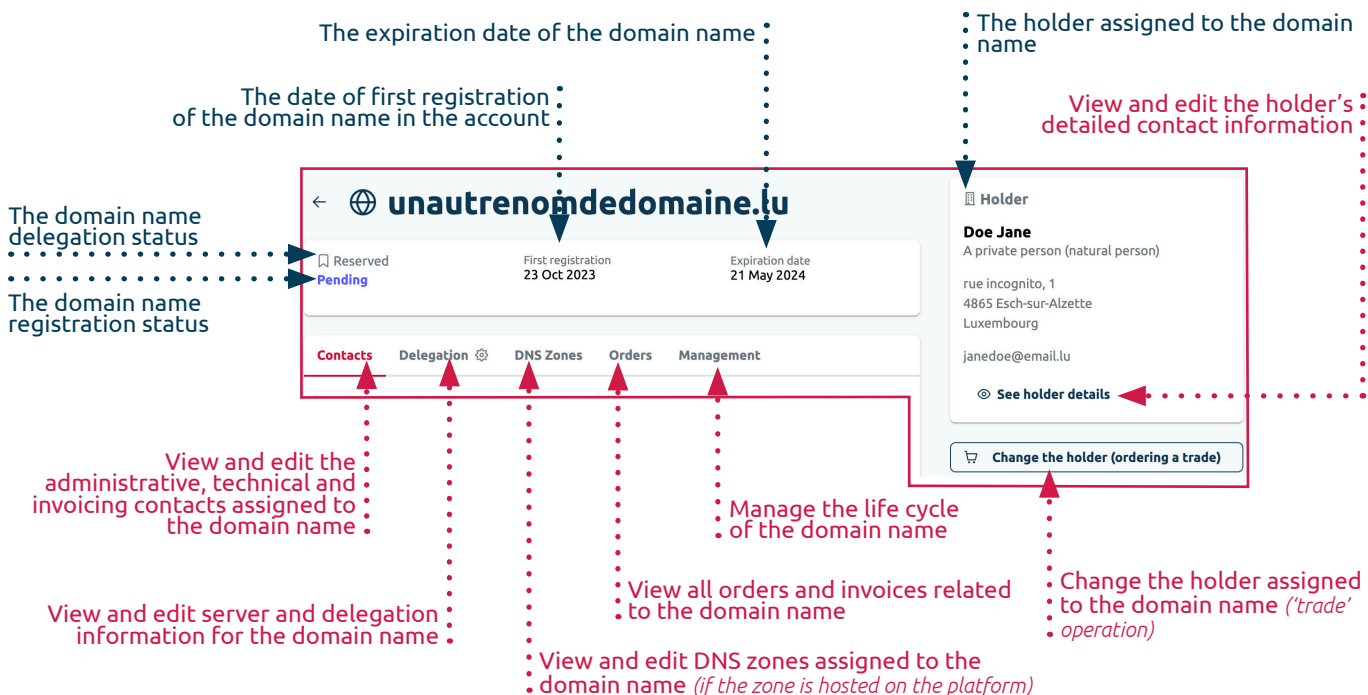 The expiration date of the domain name
The holder assigned to the domain
name
The date of first registration
of the domain name in the account
View and edit the holder's
detailed contact information
The domain name
delegation status
The domain name
registration status
unautrenomdedomaine.lu
Reserved
Pending
First registration
23 Oct 2023
Expiration date
21 May 2024
Holder
Doe Jane
A private person (natural person)
rue incognito, 1
4865 Esch-sur-Alzette
Luxembourg
janedoe@email.lu
See holder details
Change the holder (ordering a trade)
Contacts Delegation DNS Zones Orders Management
View and edit the
administrative, technical and
invoicing contacts assigned to
the domain name
Manage the life cycle
of the domain name
View and edit server and delegation
information for the domain name
View all orders and invoices related
to the domain name
Change the holder assigned
to the domain name ('trade'
operation)
View and edit DNS zones assigned to the
domain name (if the zone is hosted on the platform)